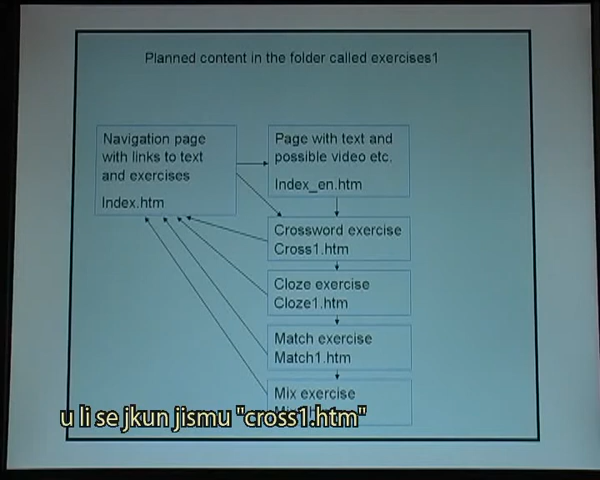 Planned content in the folder called exercises1
Navigation page
with links to text
and exercises
Index.htm
Page with text and
possible video etc.
Index_en.htm
Crossword exercise
Cross1.htm
Cloze exercise
Cloze1.htm
Match exercise
Match1.htm
Mix exercise
u li se jkun jismu "cross1.htm"